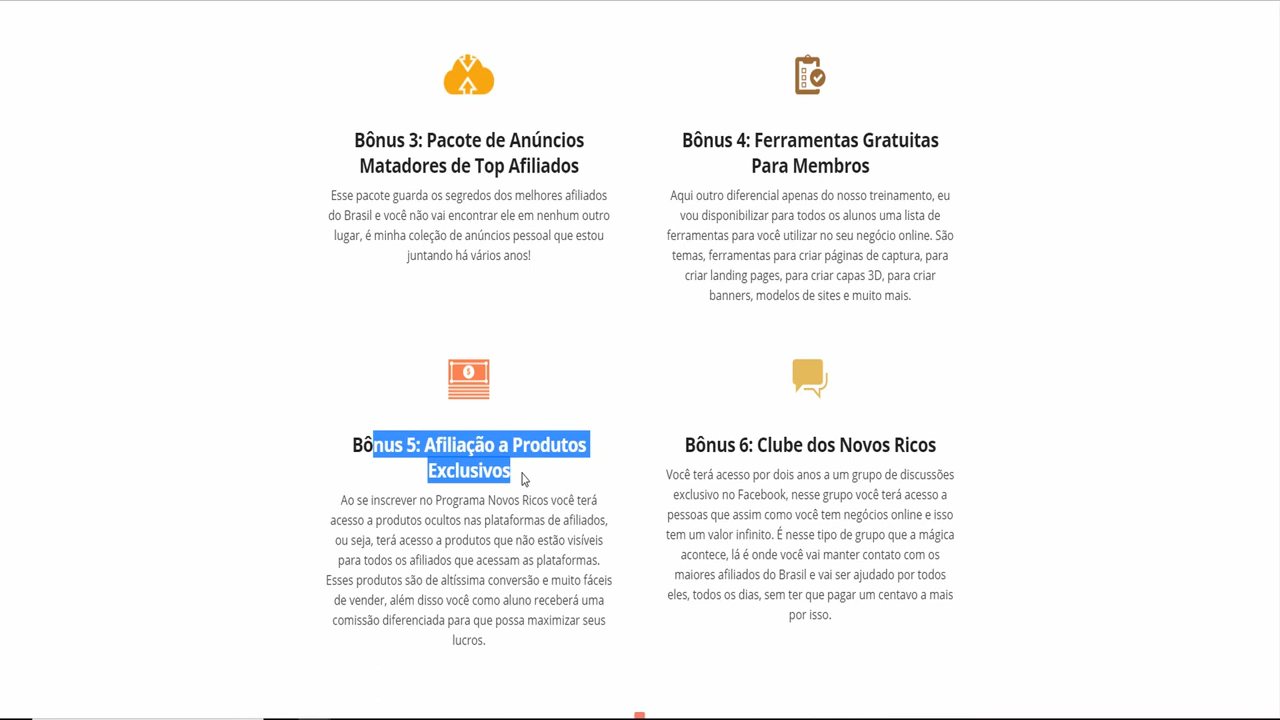 Bônus 3: Pacote de Anúncios
Matadores de Top Afiliados
Esse pacote guarda os segredos dos melhores afiliados
do Brasil e você não vai encontrar ele em nenhum outro
lugar, é minha coleção de anúncios pessoal que estou
juntando há vários anos!
Bônus 4: Ferramentas Gratuitas
Para Membros
Aqui outro diferencial apenas do nosso treinamento, eu
vou disponibilizar para todos os alunos uma lista de
ferramentas para você utilizar no seu negócio online. São
temas, ferramentas para criar páginas de captura, para
criar landing pages, para criar capas 3D, para criar
banners, modelos de sites e muito mais.
Bônus 5: Afiliação a Produtos
Exclusivos
Ao se inscrever no Programa Novos Ricos você terá
acesso a produtos ocultos nas plataformas de afiliados,
ou seja, terá acesso a produtos que não estão visíveis
para todos os afiliados que acessam as plataformas.
Esses produtos são de altíssima conversão e muito fáceis
de vender, além disso você como aluno receberá uma
comissão diferenciada para que possa maximizar seus
lucros.
Bônus 6: Clube dos Novos Ricos
Você terá acesso por dois anos a um grupo de discussões
exclusivo no Facebook, nesse grupo você terá acesso a
pessoas que assim como você tem negócios online e isso
tem um valor infinito. É nesse tipo de grupo que a mágica
acontece, lá é onde você vai manter contato com os
maiores afiliados do Brasil e vai ser ajudado por todos
eles, todos os dias, sem ter que pagar um centavo a mais
por isso.